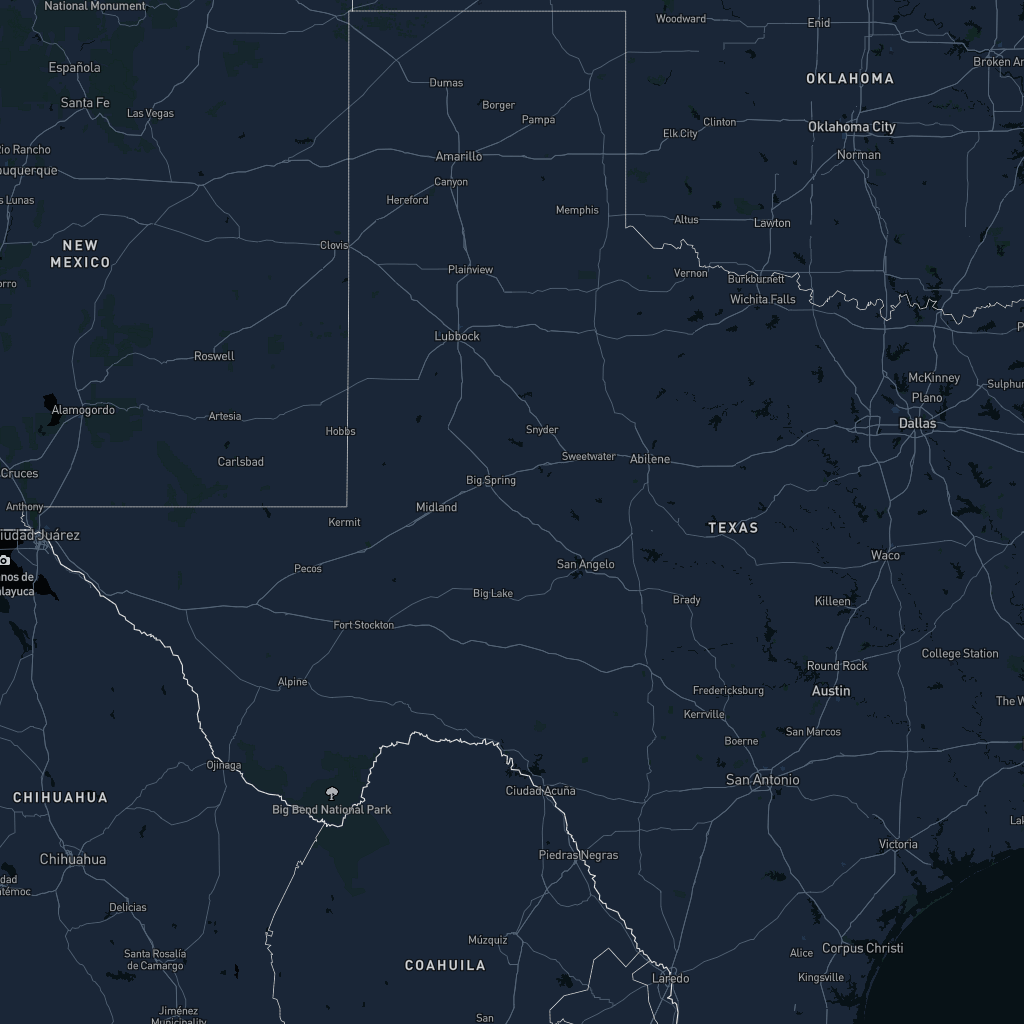 National Monument
Woodward
Enid
Española
OKLAHOMA
Broken Ar
Dumas
Santa Fe
Las Vegas
Borger
Pampa
Clinton
Elk City
Oklahoma City
Rio Rancho
Amarillo
Norman
buquerque
Canyon
s Lunas
Hereford
Memphis
Altus
Lawton
NEW
MEXICO
Clovis
Plainview
Vernon
Burkburnett
orro
Wichita Falls
Lubbock
P
Roswell
McKinney
Sulphur
Plano
Alamogordo
Artesia
Dallas
Hobbs
Snyder
Carlsbad
Sweetwater
Abilene
Cruces
Big Spring
Anthony
Midland
Kermit
TEXAS
iudad Juárez
Waco
Pecos
San Angelo
nos de
layuca
Big Lake
Brady
Killeen
Fort Stockton
College Station
Round Rock
Alpine
Fredericksburg
Austin
The W
Kerrville
San Marcos
Boerne
Ojinaga
San Antonio
CHIHUAHUA
Ciudad Acuña
Big Bend National Park
Lak
Victoria
Chihuahua
Piedras Negras
dad
témoc
Delicias
Múzquiz
Alice
Corpus Christi
Santa Rosalía
de Camargo
COAHUILA
Laredo
Kingsville
Jiménez
Municipality
San